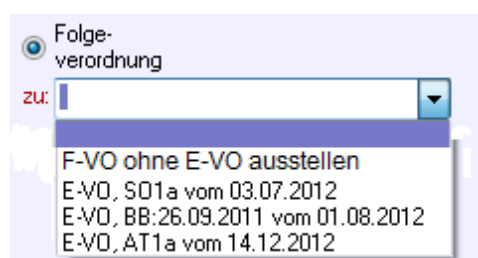 Folge-
verordnung
zu:
F-VO ohne E-VO ausstellen
E-VO, SO1a vom 03.07.2012
E-VO, BB:26.09.2011 vom 01.08.2012
E-VO, AT1a vom 14.12.2012